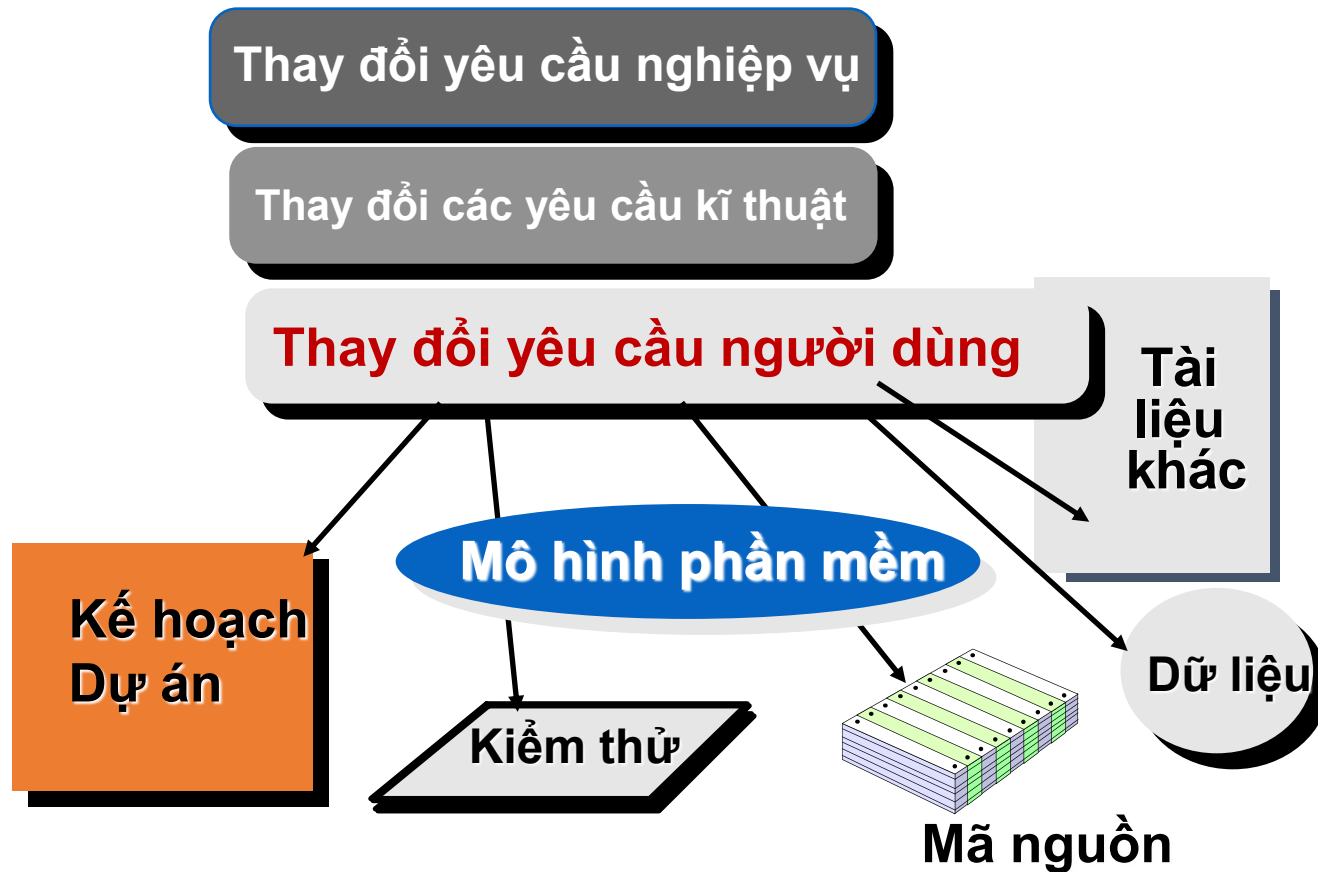 Thay đổi yêu cầu nghiệp vụ
Thay đổi các yêu cầu kĩ thuật
Thay đổi yêu cầu người dùng
Tài
liệu
khác
Mô hình phần mềm
Kế hoạch
Dự án
Dữ liệu
Kiểm thử
Mã nguồn